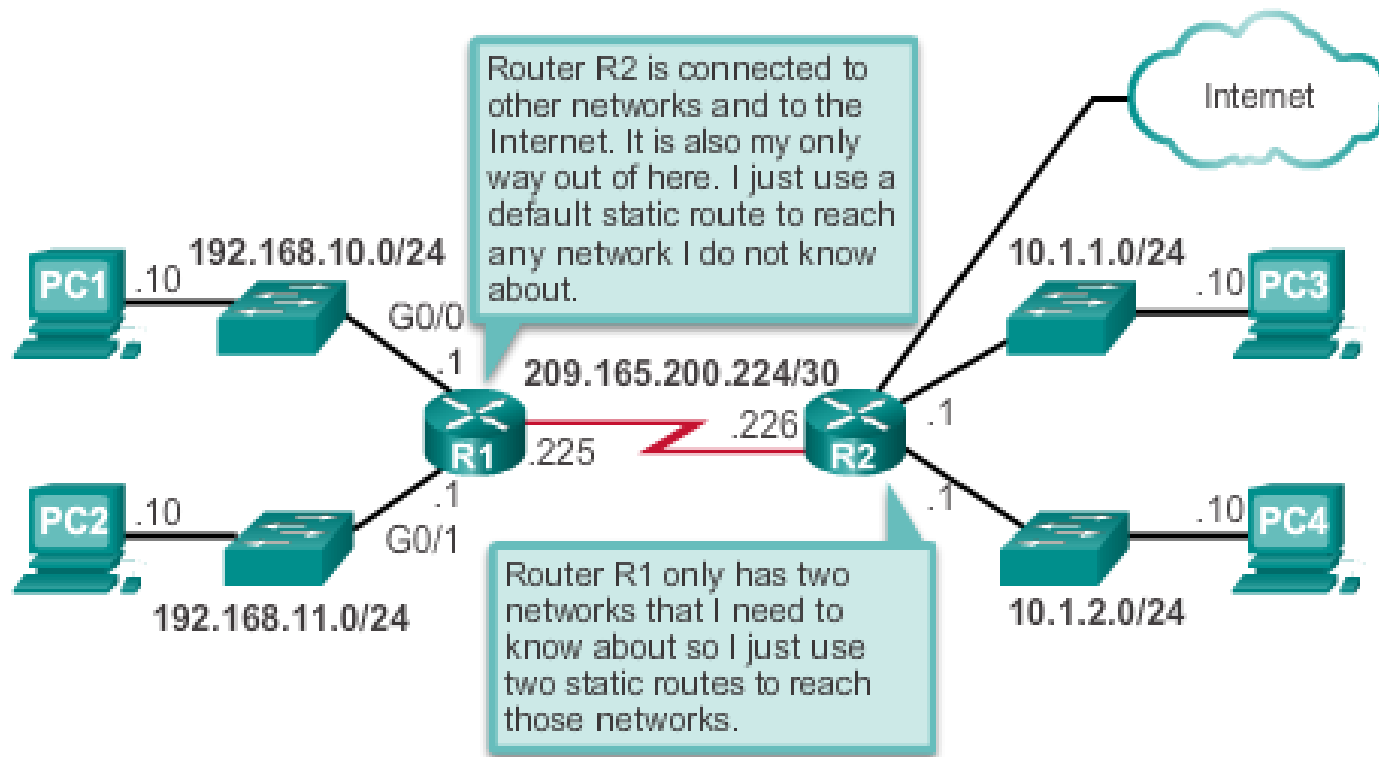 Router R2 is connected to
other networks and to the
Internet. It is also my only
way out of here. I just use a
default static route to reach
any network I do not know
about.
Internet
192.168.10.0/24
10.1.1.0/24
PC1
.10
G0/0
.1
.10
PC3
209.165.200.224/30
R1
.225
.226
R2
.1
PC2
.10
.1
G0/1
.1
.10
PC4
192.168.11.0/24
10.1.2.0/24
Router R1 only has two
networks that I need to
know about so I just use
two static routes to reach
those networks.